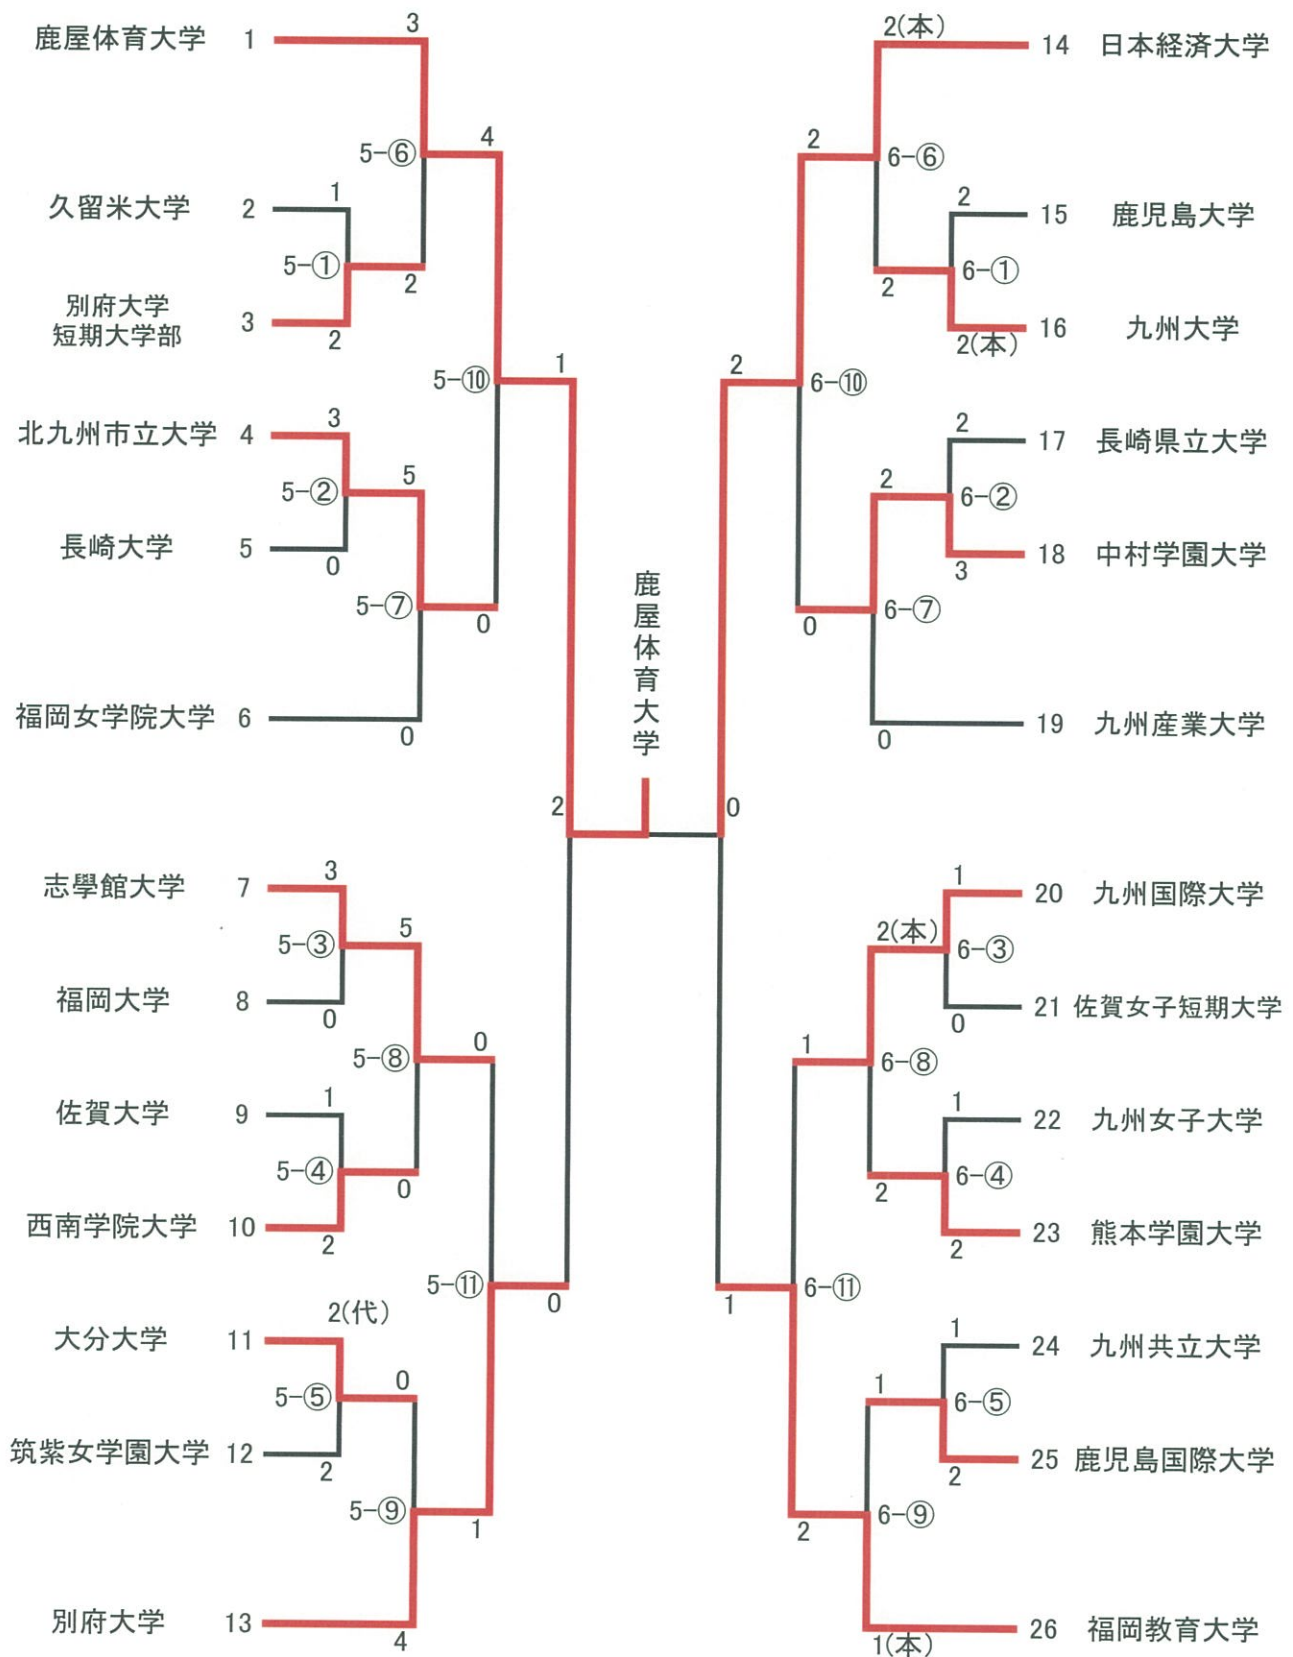 鹿屋体育大学 1 3
5-⑥ 4
久留米大学 2 1
5-① 2
別府大学
短期大学部 3 2
5-⑩ 1
北九州市立大学 4 3
5-② 5
長崎大学 5 0
5-⑦ 0
福岡女学院大学 6 0
2
志學館大学 7 3
5-③ 5
福岡大学 8 0
5-⑧ 0
佐賀大学 9 1
5-④ 0
西南学院大学 10 2
5-⑪ 0
大分大学 11 2(代)
5-⑤ 0
筑紫女学園大学 12 2
5-⑨ 1
別府大学 13 4
鹿屋体育大学
2(本) 14 日本経済大学
2 6-⑥
2 15 鹿児島大学
2 6-①
2(本) 16 九州大学
2 6-⑩
2 17 長崎県立大学
2 6-②
3 18 中村学園大学
0 6-⑦
0 19 九州産業大学
0
1 20 九州国際大学
2(本) 6-③
0 21 佐賀女子短期大学
1 6-⑧
1 22 九州女子大学
2 6-④
2 23 熊本学園大学
1 6-⑪
1 24 九州共立大学
1 6-⑤
2 25 鹿児島国際大学
2 6-⑨
1(本) 26 福岡教育大学